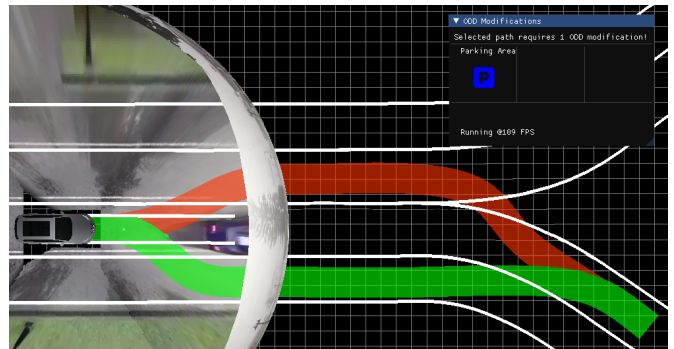 ▼ ODD Modifications
Selected path requires 1 ODD modification!
Parking Area
P
Running @109 FPS